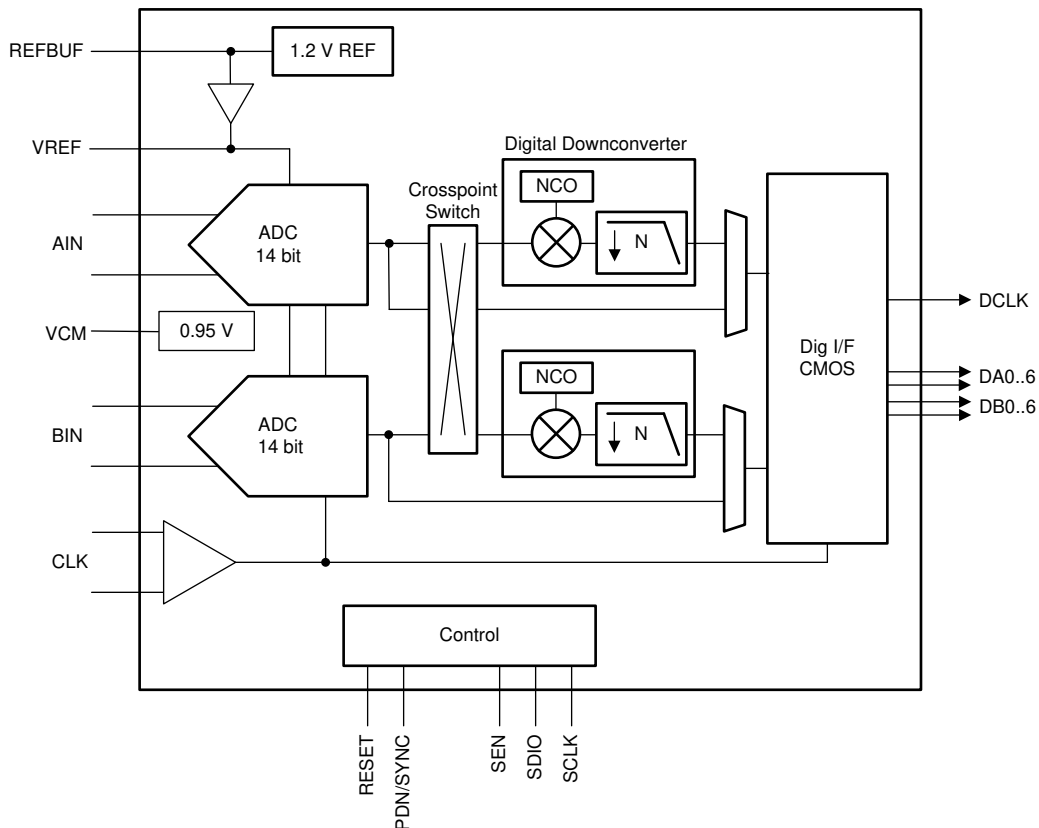 REFBUF
1.2 V REF
VREF
Digital Downconverter
NCO
Crosspoint
Switch
N
ADC
14 bit
AIN
VCM
0.95 V
DCLK
Dig I/F
CMOS
NCO
DA0..6
DB0..6
N
ADC
14 bit
BIN
CLK
Control
RESET
PDN/SYNC
SEN
SDIO
SCLK